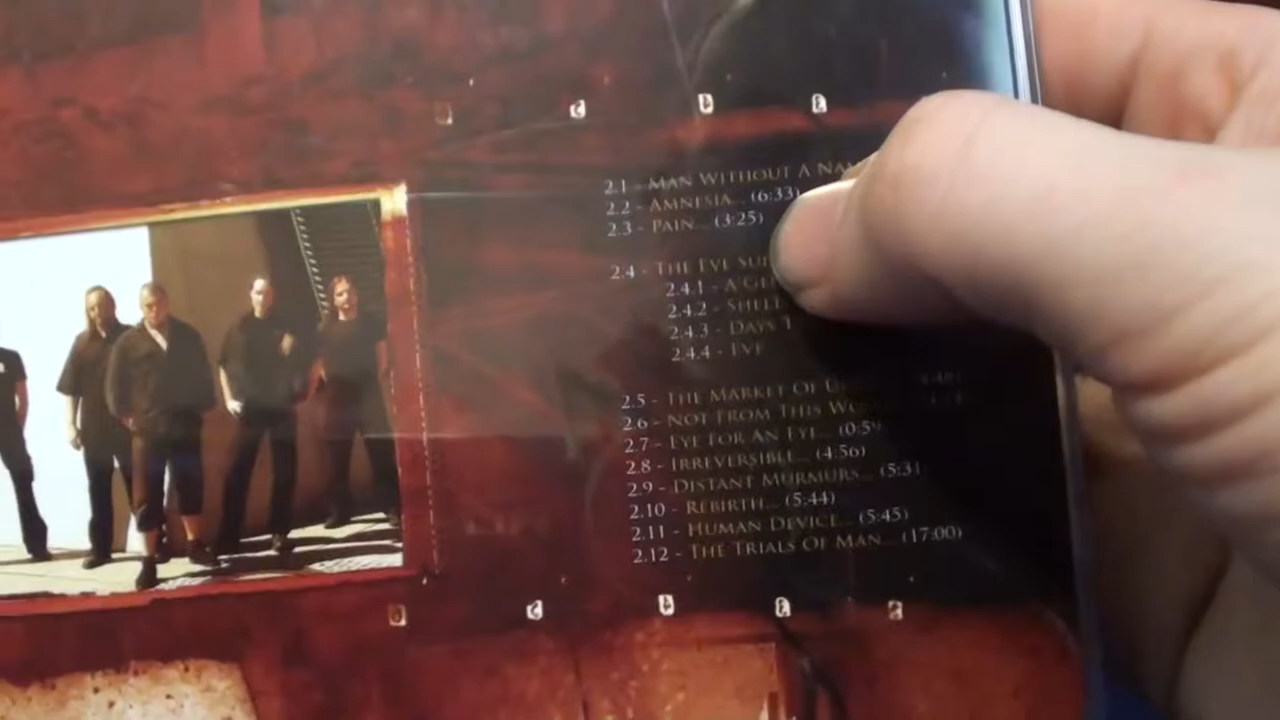 2.1 - MAN WITHOUT A
2.2 - AMNESIA... (6:33)
2.3 - PAIN... (3:25)
2.4 - THE EVE
2.4.1 - A
2.4.2 -
2.4.3 - DAYS
2.4.4 - EVE
2.5 - THE MARKET OF
2.6 - NOT FROM THIS
2.7 - EYE FOR AN EYE... (0:59
2.8 - IRREVERSIBLE... (4:56)
2.9 - DISTANT MURMURS... (5:31
2.10 - REBIRTH... (5:44)
2.11 - HUMAN DEVICE... (5:45)
2.12 - THE TRIALS OF MAN... (17:00)